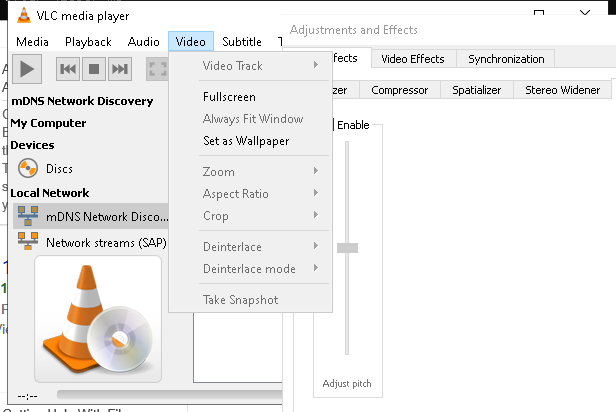 VLC media player
Adjustments and Effects
Media Playback Audio Video Subtitle T
Video Effects Synchronization
Compressor Spatializer Stereo Widener
Enable
Video Track
Fullscreen
Always Fit Window
Set as Wallpaper
Zoom
Aspect Ratio
Crop
Deinterlace
Deinterlace mode
Take Snapshot
mDNS Network Discovery
My Computer
Devices
Discs
Local Network
mDNS Network Disco...
Network streams (SAP)
--:--
Adjust pitch